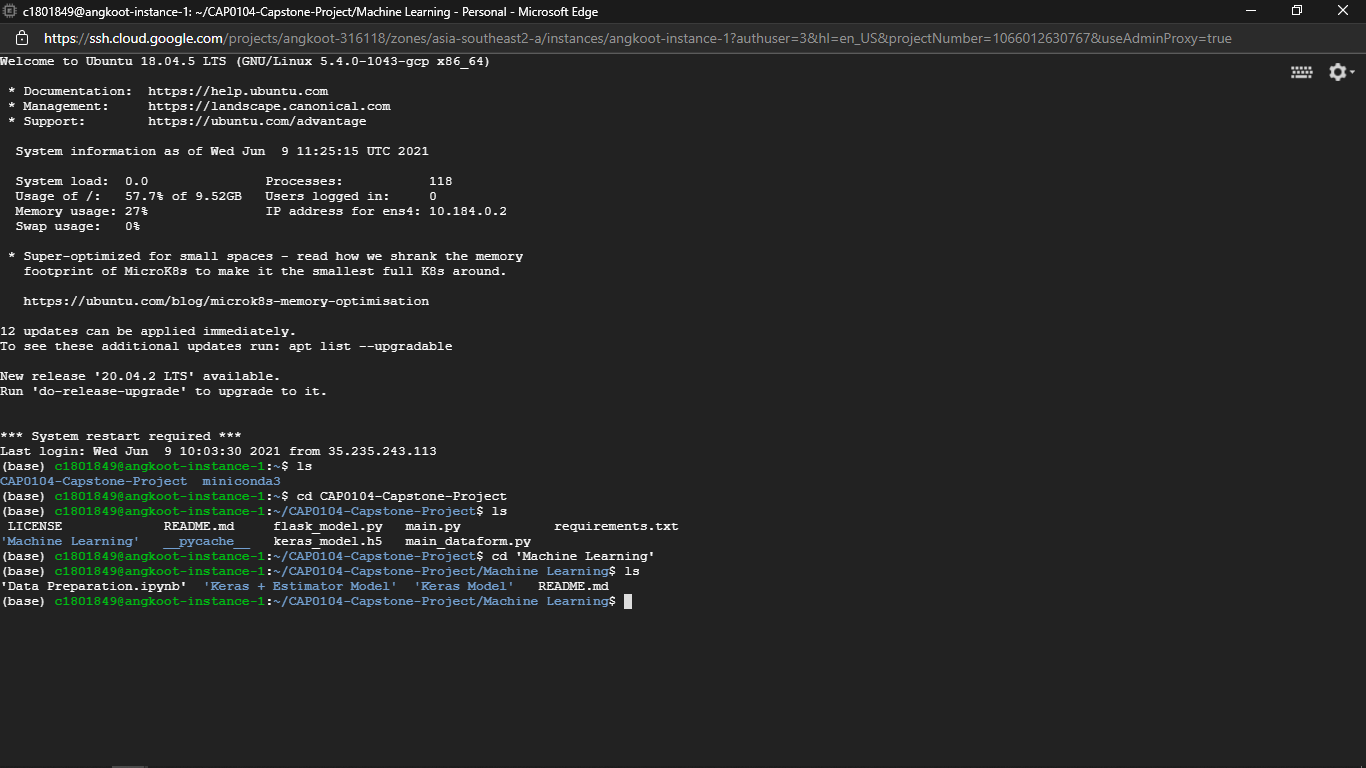 c1801849@angkoot-instance-1: ~/CAP0104-Capstone-Project/Machine Learning - Personal - Microsoft Edge
https://ssh.cloud.google.com/projects/angkoot-316118/zones/asia-southeast2-a/instances/angkoot-instance-1?authuser=3&hl=en_US&projectNumber=1066012630767&useAdminProxy=true
Welcome to Ubuntu 18.04.5 LTS (GNU/Linux 5.4.0-1043-gcp x86_64)
* Documentation:  https://help.ubuntu.com
* Management:     https://landscape.canonical.com
* Support:        https://ubuntu.com/advantage
System information as of Wed Jun  9 11:25:15 UTC 2021
System load:  0.0               Processes:           118
Usage of /:   57.7% of 9.52GB   Users logged in:     0
Memory usage: 27%               IP address for ens4: 10.184.0.2
Swap usage:   0%
* Super-optimized for small spaces - read how we shrank the memory
footprint of MicroK8s to make it the smallest full K8s around.
https://ubuntu.com/blog/microk8s-memory-optimisation
12 updates can be applied immediately.
To see these additional updates run: apt list --upgradable
New release '20.04.2 LTS' available.
Run 'do-release-upgrade' to upgrade to it.
*** System restart required ***
Last login: Wed Jun  9 10:03:30 2021 from 35.235.243.113
(base) c1801849@angkoot-instance-1:~$ ls
CAP0104-Capstone-Project  miniconda3
(base) c1801849@angkoot-instance-1:~$ cd CAP0104-Capstone-Project
(base) c1801849@angkoot-instance-1:~/CAP0104-Capstone-Project$ ls
LICENSE             README.md     flask_model.py   main.py            requirements.txt
'Machine Learning'   __pycache__   keras_model.h5   main_dataform.py
(base) c1801849@angkoot-instance-1:~/CAP0104-Capstone-Project$ cd 'Machine Learning'
(base) c1801849@angkoot-instance-1:~/CAP0104-Capstone-Project/Machine Learning$ ls
'Data Preparation.ipynb'  'Keras + Estimator Model'  'Keras Model'   README.md
(base) c1801849@angkoot-instance-1:~/CAP0104-Capstone-Project/Machine Learning$